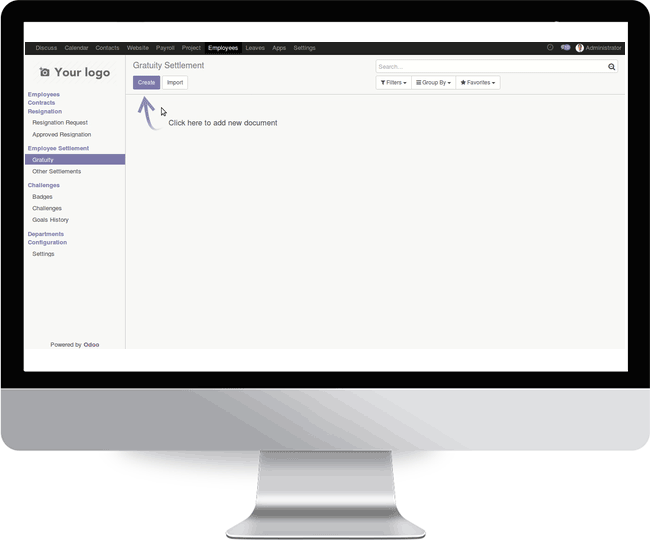 Discuss Calendar Contacts Website Payroll Project Employees Leaves Apps Settings Administrator
Your logo
Employees
Contracts
Resignation
Resignation Request
Approved Resignation
Employee Settlement
Gratuity
Other Settlements
Challenges
Badges
Challenges
Goals History
Departments
Configuration
Settings
Powered by Odoo
Gratuity Settlement
Search...
Create Import
Filters Group By Favorites
Click here to add new document